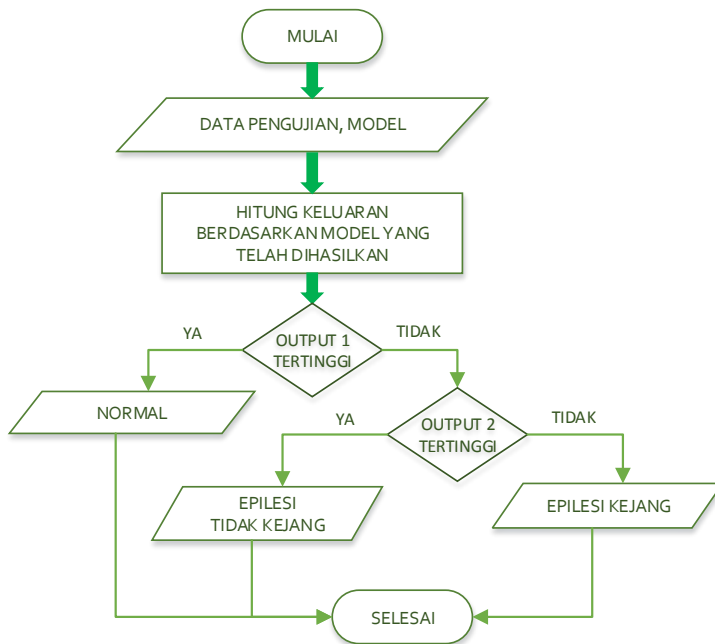 MULAI
DATA PENGUJIAN, MODEL
HITUNG KELUARAN
BERDASARKAN MODEL YANG
TELAH DIHASILKAN
OUTPUT 1
TERTINGGI
YA
TIDAK
NORMAL
OUTPUT 2
TERTINGGI
YA
TIDAK
EPILESI
TIDAK KEJANG
EPILESI KEJANG
SELESAI